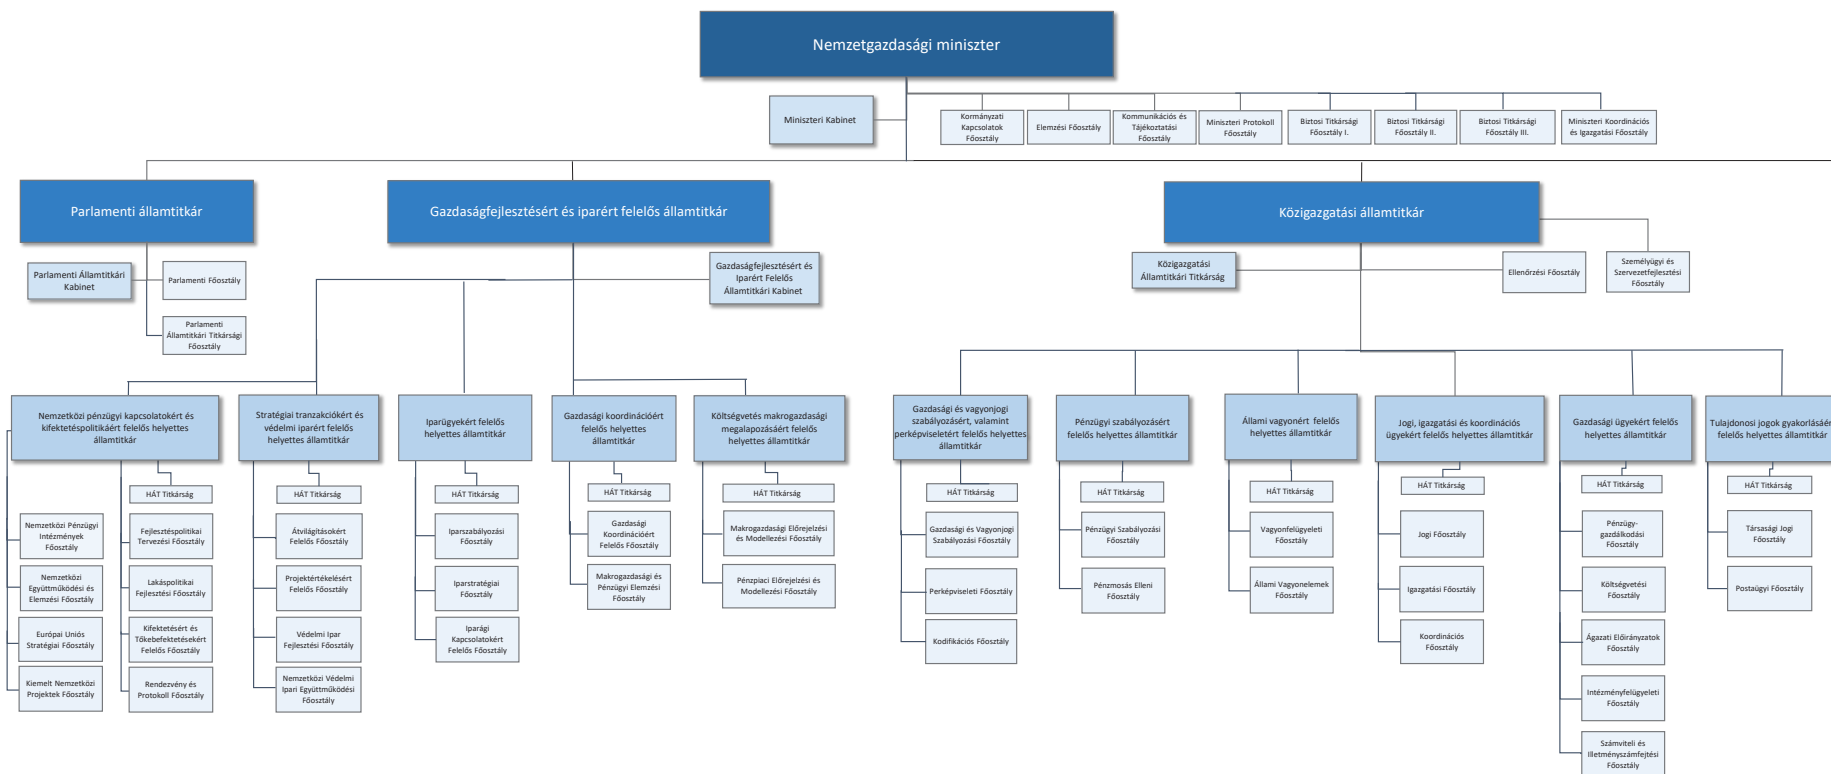 Nemzetgazdasági miniszter
Miniszteri Kabinet
Kormányzati
Kapcsolatok
Főosztály
Elemzési Főosztály
Kommunikációs és
Tájékoztatási
Főosztály
Miniszteri Protokoll
Főosztály
Biztosi Titkársági
Főosztály I.
Biztosi Titkársági
Főosztály II.
Biztosi Titkársági
Főosztály III.
Miniszteri Koordinációs
és Igazgatási Főosztály
Parlamenti államtitkár
Gazdaságfejlesztésért és iparért felelős államtitkár
Közigazgatási államtitkár
Parlamenti Államtitkári
Kabinet
Parlamenti Főosztály
Parlamenti
Államtitkári Titkársági
Főosztály
Gazdaságfejlesztésért és
Iparért Felelős
Államtitkári Kabinet
Közigazgatási
Államtitkári Titkárság
Ellenőrzési Főosztály
Személyügyi és
Szervezetfejlesztési
Főosztály
Nemzetközi pénzügyi kapcsolatokért és
kifektetéspolitikáért felelős helyettes
államtitkár
Stratégiai tranzakciókért és
védelmi iparért felelős
helyettes államtitkár
Iparügyekért felelős
helyettes államtitkár
Gazdasági koordinációért
felelős helyettes
államtitkár
Költségvetés makrogazdasági
megalapozásáért felelős
helyettes államtitkár
Gazdasági és vagyonjogi
szabályozásért, valamint
perképviseletért felelős helyettes
államtitkár
Pénzügyi szabályozásért
felelős helyettes államtitkár
Állami vagyonért felelős
helyettes államtitkár
Jogi, igazgatási és koordinációs
ügyekért felelős helyettes államtitkár
Gazdasági ügyekért felelős
helyettes államtitkár
Tulajdonosi jogok gyakorlásáért
felelős helyettes államtitkár
HÁT Titkárság
Nemzetközi Pénzügyi
Intézmények
Főosztály
Nemzetközi
Együttműködési és
Elemzési Főosztály
Európai Uniós
Stratégiai Főosztály
Kiemelt Nemzetközi
Projektek Főosztály
Fejlesztéspolitikai
Tervezési Főosztály
Lakáspolitikai
Fejlesztési Főosztály
Kifektetésért és
Tőkebefektetésekért
Felelős Főosztály
Rendezvény és
Protokoll Főosztály
HÁT Titkárság
Átvilágításokért
Felelős Főosztály
Projektértékelésért
Felelős Főosztály
Védelmi Ipar
Fejlesztési Főosztály
Nemzetközi Védelmi
Ipari Együttműködési
Főosztály
HÁT Titkárság
Iparszabályozási
Főosztály
Iparstratégiai
Főosztály
Iparági
Kapcsolatokért
Felelős Főosztály
HÁT Titkárság
Gazdasági
Koordinációért
Felelős Főosztály
Makrogazdasági és
Pénzügyi Elemzési
Főosztály
HÁT Titkárság
Makrogazdasági Előrejelzési
és Modellezési Főosztály
Pénzpiaci Előrejelzési és
Modellezési Főosztály
HÁT Titkárság
Gazdasági és Vagyonjogi
Szabályozási Főosztály
Perképviseleti Főosztály
Kodifikációs Főosztály
HÁT Titkárság
Pénzügyi Szabályozási
Főosztály
Pénzmosás Elleni
Főosztály
HÁT Titkárság
Vagyonfelügyeleti
Főosztály
Állami Vagyonelemek
Főosztály
HÁT Titkárság
Jogi Főosztály
Igazgatási Főosztály
Koordinációs
Főosztály
HÁT Titkárság
Pénzügy-
gazdálkodási
Főosztály
Költségvetési
Főosztály
Ágazati Előirányzatok
Főosztály
Intézményfelügyeleti
Főosztály
Számviteli és
Illetményszámfejtési
Főosztály
HÁT Titkárság
Társasági Jogi
Főosztály
Postaügyi Főosztály